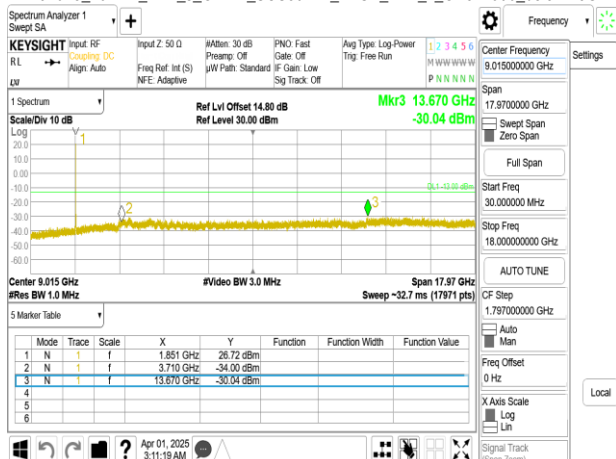 Spectrum Analyzer 1
Swept SA
Frequency
KEYSIGHT
RL
Input: RF
Coupling: DC
Align: Auto
Input Z: 50 Ω
Freq Ref: Int (S)
NFE: Adaptive
#Atten: 30 dB
Preamp: Off
µW Path: Standard
PNO: Fast
Gate: Off
IF Gain: Low
Sig Track: Off
Avg Type: Log-Power
Trig: Free Run
1 2 3 4 5 6
M W W W W W
P N N N N N
1 Spectrum
Scale/Div 10 dB
Ref Lvl Offset 14.80 dB
Ref Level 30.00 dBm
Mkr3 13.670 GHz
-30.04 dBm
Log
20.0
10.0
0.00
-10.0
-20.0
-30.0
-40.0
-50.0
-60.0
1
2
3
DL1 -13.00 dBm
Center 9.015 GHz
#Res BW 1.0 MHz
#Video BW 3.0 MHz
Span 17.97 GHz
Sweep ~32.7 ms (17971 pts)
5 Marker Table
Mode Trace Scale X Y Function Function Width Function Value
1 N 1 f 1.851 GHz 26.72 dBm
2 N 1 f 3.710 GHz -34.00 dBm
3 N 1 f 13.670 GHz -30.04 dBm
4
5
6
Apr 01, 2025
3:11:19 AM
Center Frequency
9.015000000 GHz
Settings
Span
17.9700000 GHz
Swept Span
Zero Span
Full Span
Start Freq
30.000000 MHz
Stop Freq
18.000000000 GHz
AUTO TUNE
CF Step
1.797000000 GHz
Auto
Man
Freq Offset
0 Hz
X Axis Scale
Log
Lin
Local
Signal Track